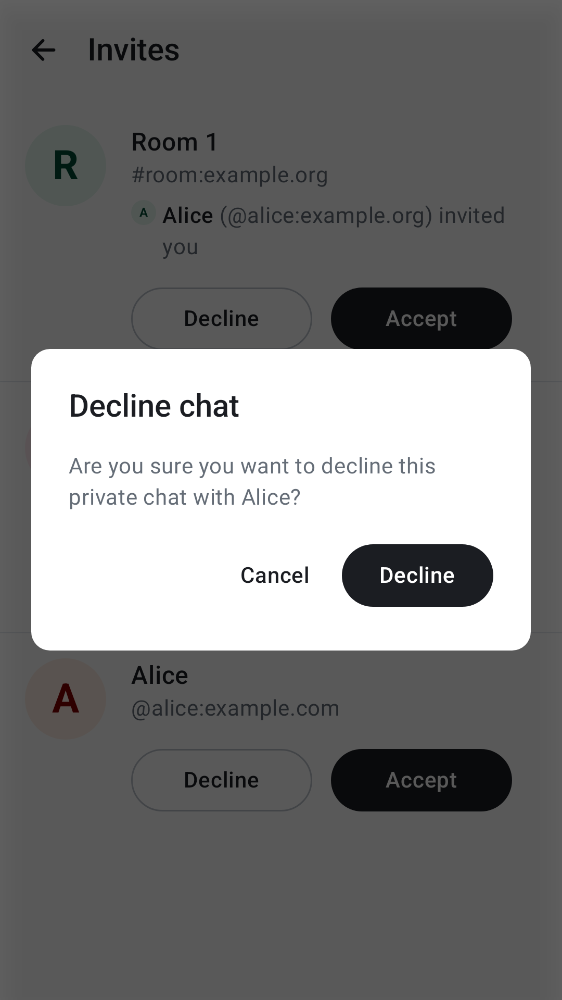 Invites
R
Room 1
#room:example.org
A Alice (@alice:example.org) invited
you
Decline Accept
Decline chat
Are you sure you want to decline this
private chat with Alice?
Cancel Decline
A
Alice
@alice:example.com
Decline Accept